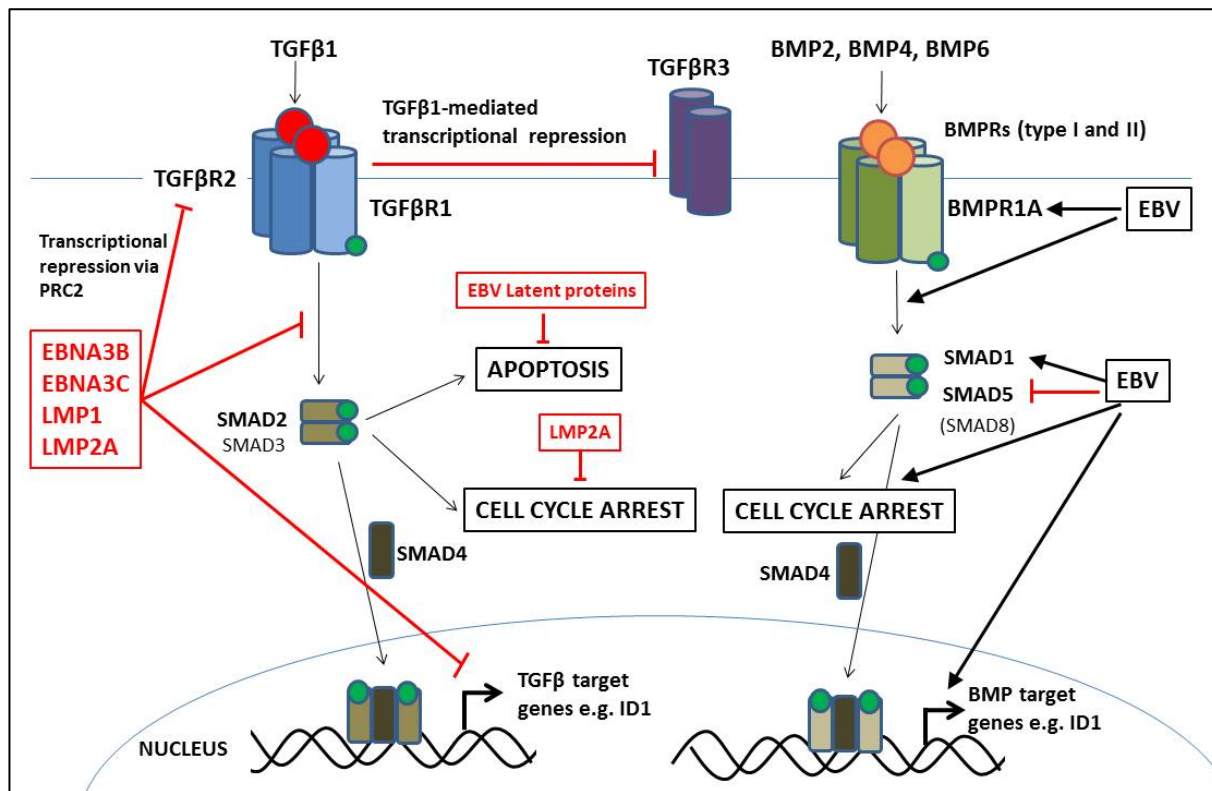 TGFβ1
TGFβ1-mediated
transcriptional repression
TGFβR3
BMP2, BMP4, BMP6
BMPRs (type I and II)
TGFβR2
TGFβR1
BMPR1A
EBV
Transcriptional
repression via
PRC2
EBV Latent proteins
APOPTOSIS
EBNA3B
EBNA3C
LMP1
LMP2A
SMAD2
SMAD3
LMP2A
CELL CYCLE ARREST
SMAD1
SMAD5
(SMAD8)
EBV
CELL CYCLE ARREST
SMAD4
SMAD4
TGFβ target
genes e.g. ID1
BMP target
genes e.g. ID1
NUCLEUS